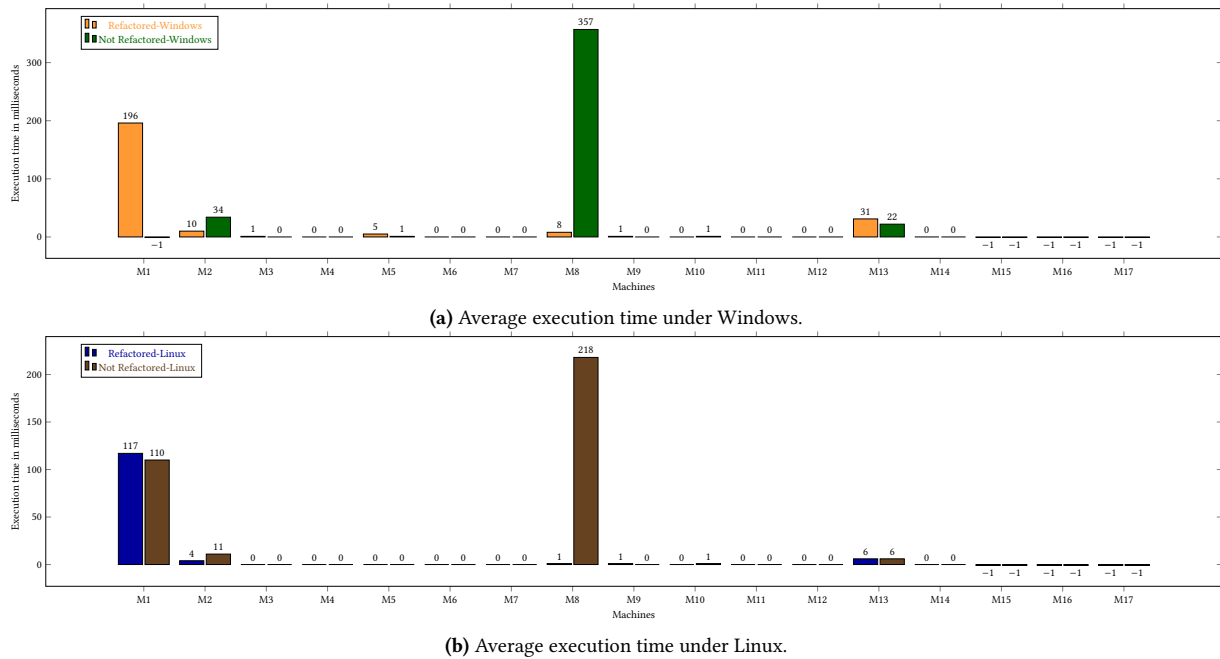 357
Refactored-Windows
Not Refactored-Windows
300
Execution time in milliseconds
200
196
100
34
31
22
10
8
5
1 0 0 0 1 0 0 0 0 1 0 0 1 0 0 0 0 0 0
0
−1
−1 −1 −1 −1 −1 −1
M1 M2 M3 M4 M5 M6 M7 M8 M9 M10 M11 M12 M13 M14 M15 M16 M17
Machines
(a) Average execution time under Windows.
218
Refactored-Linux
Not Refactored-Linux
200
Execution time in milliseconds
150
117
110
100
50
4 11
0 0 0 0 0 0 0 0 0 0 1 1 0 0 1 0 0 0 0 6 6 0 0
0
−1 −1 −1 −1 −1 −1
M1 M2 M3 M4 M5 M6 M7 M8 M9 M10 M11 M12 M13 M14 M15 M16 M17
Machines
(b) Average execution time under Linux.